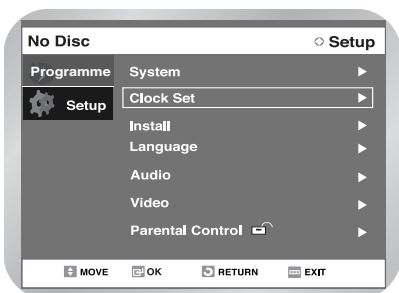 No Disc Setup
Programme
Setup
System
Clock Set
Install
Language
Audio
Video
Parental Control
MOVE OK RETURN EXIT